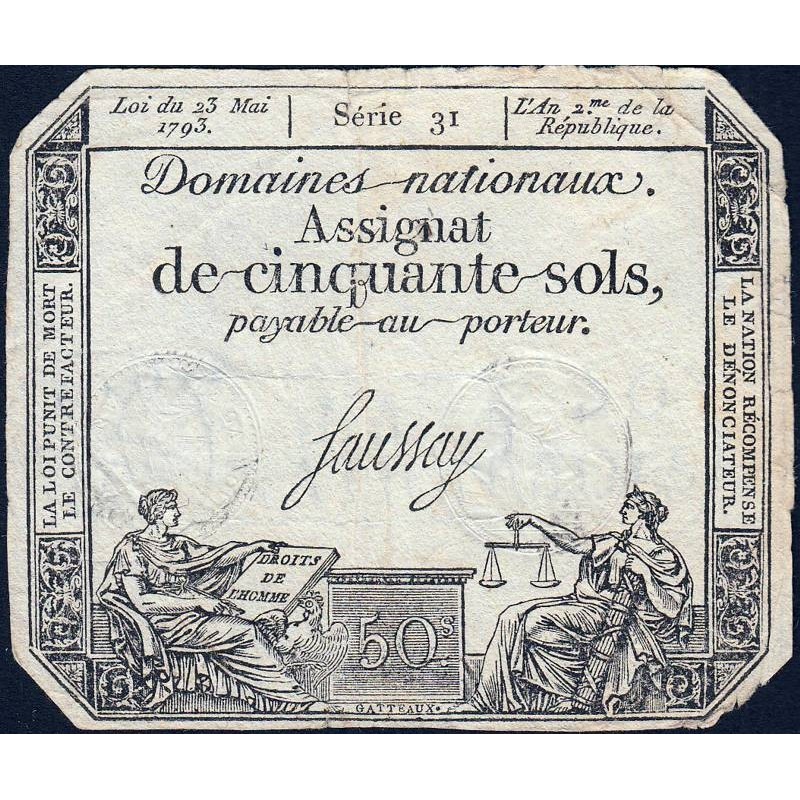 Loi du 23 Mai
1793.
Série 31
L'An 2.me de la
République.
Domaines nationaux.
Assignat
de cinquante sols,
payable au porteur.
LA LOI PUNIT DE MORT
LE CONTREFACTEUR.
LA NATION RÉCOMPENSE
LE DÉNONCIATEUR.
Saussay
DROITS
DE
L'HOMME
50.s
GATTEAUX.